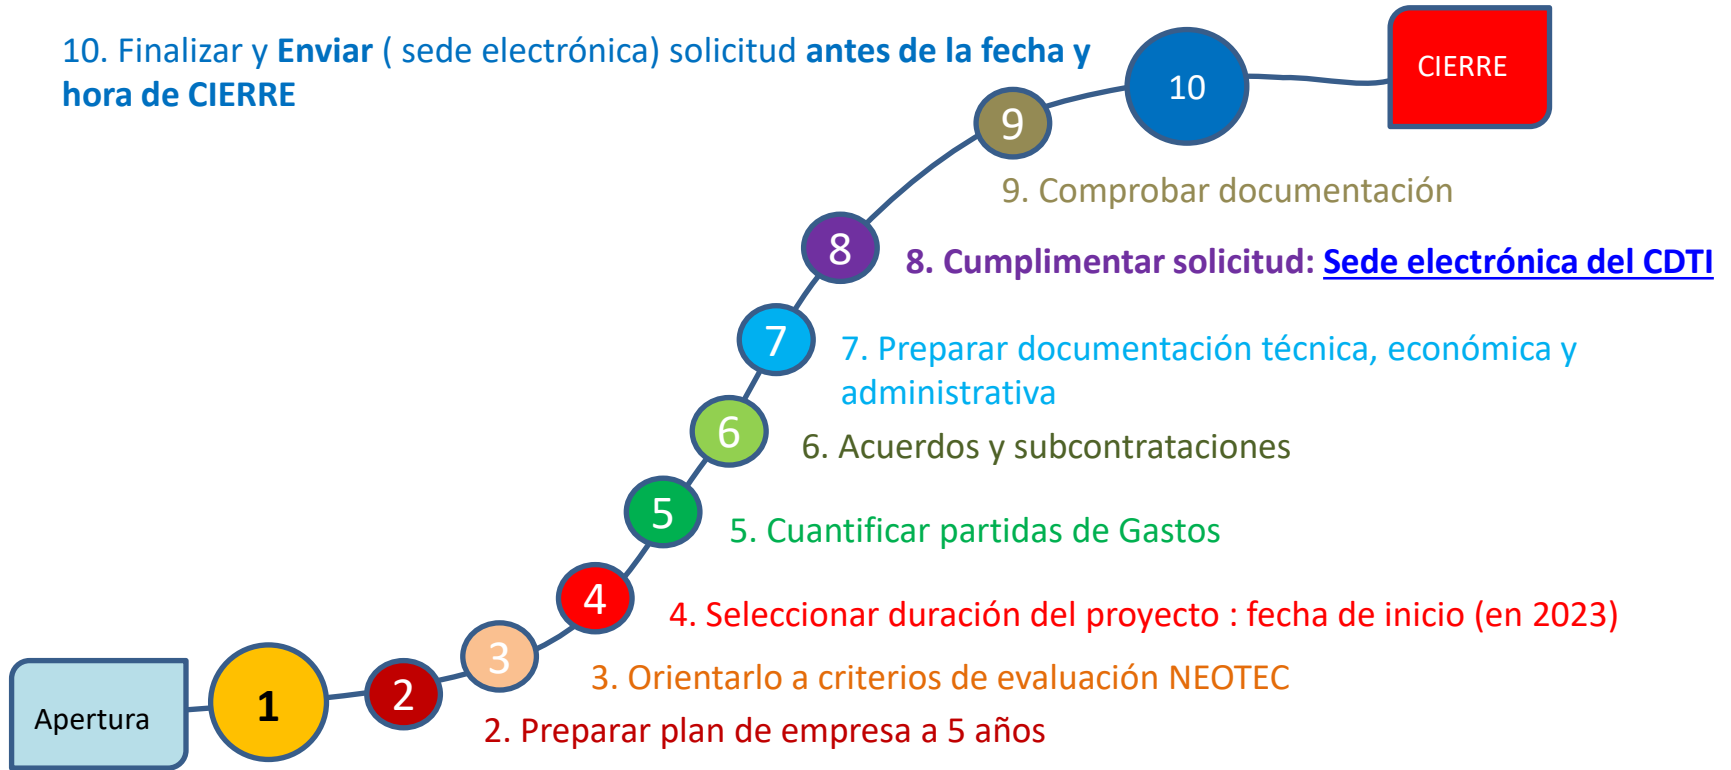 10. Finalizar y Enviar ( sede electrónica) solicitud antes de la fecha y
hora de CIERRE
10
CIERRE
9
9. Comprobar documentación
8
8. Cumplimentar solicitud: Sede electrónica del CDTI
7
7. Preparar documentación técnica, económica y
administrativa
6
6. Acuerdos y subcontrataciones
5
5. Cuantificar partidas de Gastos
4
4. Seleccionar duración del proyecto : fecha de inicio (en 2023)
3
3. Orientarlo a criterios de evaluación NEOTEC
Apertura
1
2
2. Preparar plan de empresa a 5 años